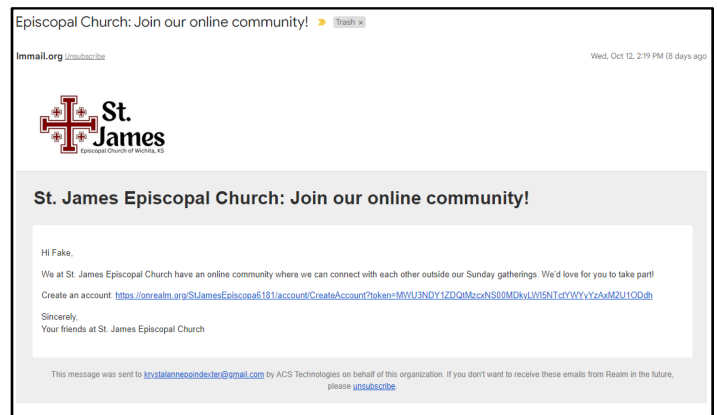 Episcopal Church: Join our online community! Trash x
lmmail.org Unsubscribe Wed, Oct 12, 2:19 PM (8 days ago
St.
James
Episcopal Church of Wichita, KS
St. James Episcopal Church: Join our online community!
Hi Fake,
We at St. James Episcopal Church have an online community where we can connect with each other outside our Sunday gatherings. We'd love for you to take part!
Create an account: https://onrealm.org/StJamesEpiscopa6181/account/CreateAccount?token=MWU3NDY1ZDQtMzcxNS00MDkyLWI5NTctYWYyYzAxM2U1ODdh
Sincerely,
Your friends at St. James Episcopal Church
This message was sent to krystalannepoindexter@gmail.com by ACS Technologies on behalf of this organization. If you don't want to receive these emails from Realm in the future,
please unsubscribe.